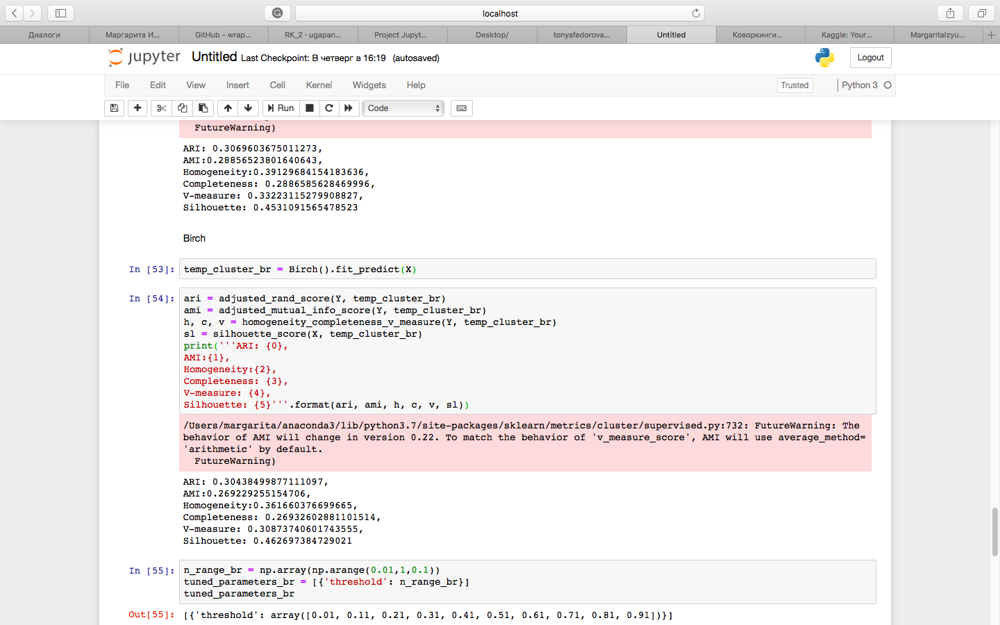 localhost
Диалоги
Маргарита И...
GitHub - wrap...
RK_2 · ugapan...
Project Jupyt...
Desktop/
tonyafedorova...
Untitled
Коворкинги...
Kaggle: Your...
MargaritaIzyu...
jupyter Untitled Last Checkpoint: В четверг в 16:19 (autosaved)
Logout
File Edit View Insert Cell Kernel Widgets Help
Trusted
Python 3
Run
Code
FutureWarning)
ARI: 0.3069603675011273,
AMI:0.28856523801640643,
Homogeneity:0.39129684154183636,
Completeness: 0.2886585628469996,
V-measure: 0.33223115279908827,
Silhouette: 0.4531091565478523
Birch
In [53]: temp_cluster_br = Birch().fit_predict(X)
In [54]: ari = adjusted_rand_score(Y, temp_cluster_br)
ami = adjusted_mutual_info_score(Y, temp_cluster_br)
h, c, v = homogeneity_completeness_v_measure(Y, temp_cluster_br)
sl = silhouette_score(X, temp_cluster_br)
print('''ARI: {0},
AMI:{1},
Homogeneity:{2},
Completeness: {3},
V-measure: {4},
Silhouette: {5}'''.format(ari, ami, h, c, v, sl))
/Users/margarita/anaconda3/lib/python3.7/site-packages/sklearn/metrics/cluster/supervised.py:732: FutureWarning: The
behavior of AMI will change in version 0.22. To match the behavior of 'v_measure_score', AMI will use average_method=
'arithmetic' by default.
FutureWarning)
ARI: 0.30438499877111097,
AMI:0.269229255154706,
Homogeneity:0.361660376699665,
Completeness: 0.26932602881101514,
V-measure: 0.30873740601743555,
Silhouette: 0.462697384729021
In [55]: n_range_br = np.array(np.arange(0.01,1,0.1))
tuned_parameters_br = [{'threshold': n_range_br}]
tuned_parameters_br
Out[55]: [{'threshold': array([0.01, 0.11, 0.21, 0.31, 0.41, 0.51, 0.61, 0.71, 0.81, 0.91])}]